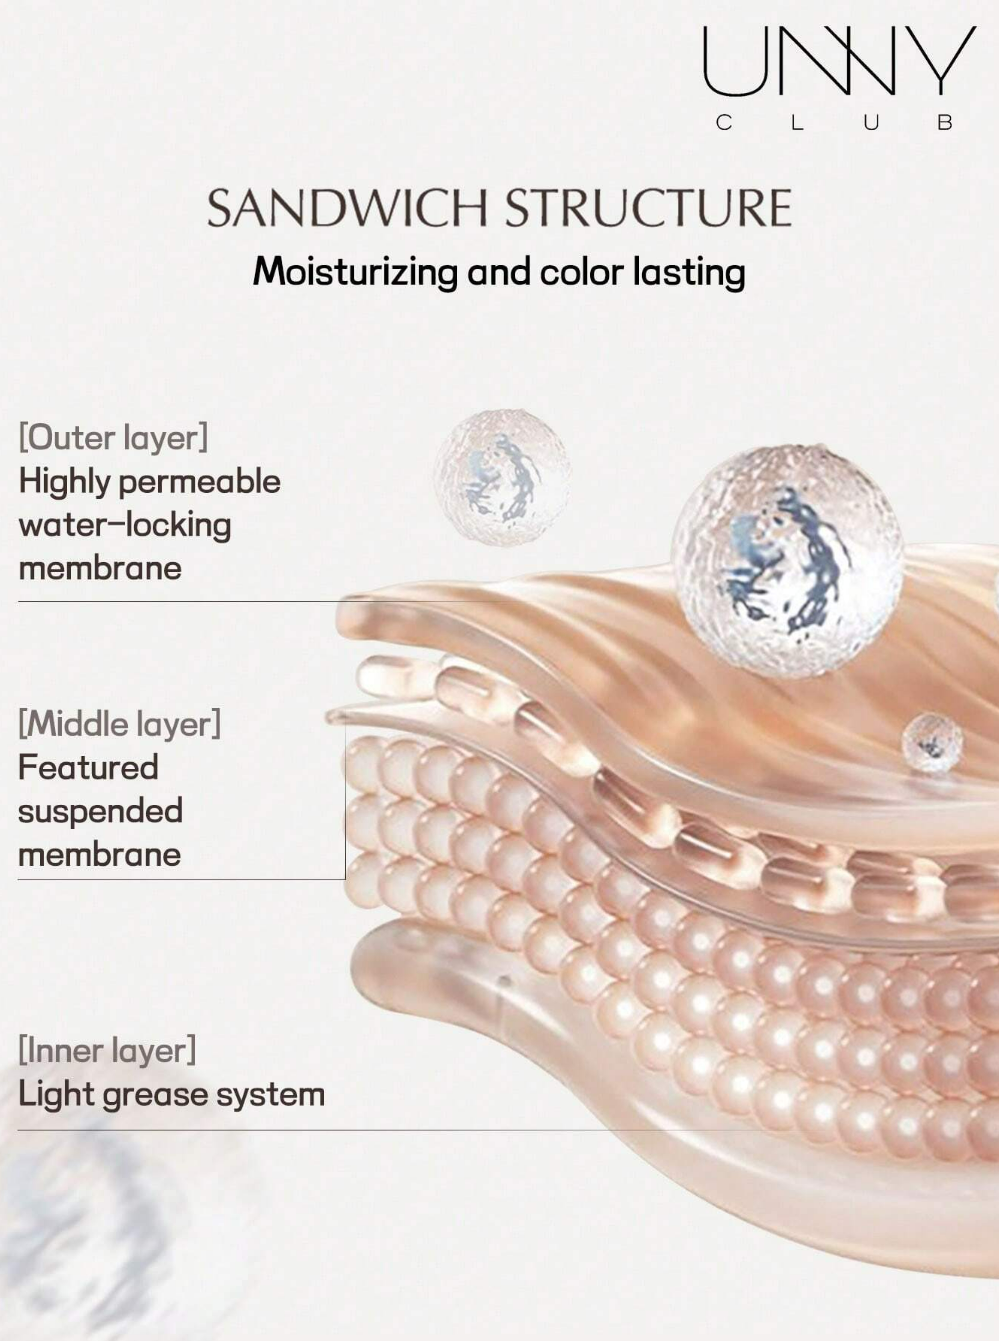 UNNY
CLUB
SANDWICH STRUCTURE
Moisturizing and color lasting
[Outer layer]
Highly permeable
water-locking
membrane
[Middle layer]
Featured
suspended
membrane
[Inner layer]
Light grease system